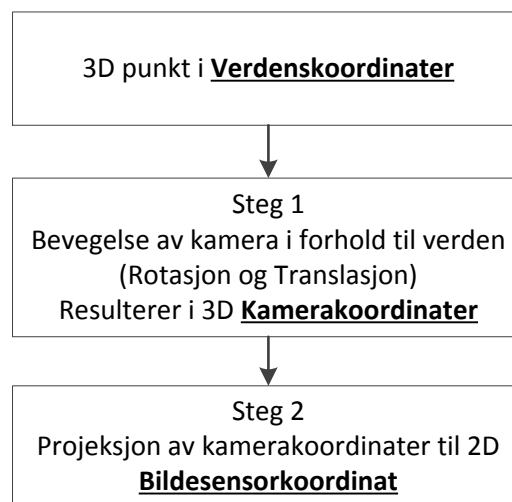 3D punkt i Verdenskoordinater
Steg 1
Bevegelse av kamera i forhold til verden
(Rotasjon og Translasjon)
Resulterer i 3D Kamerakoordinater
Steg 2
Projeksjon av kamerakoordinater til 2D
Bildesensorkoordinat